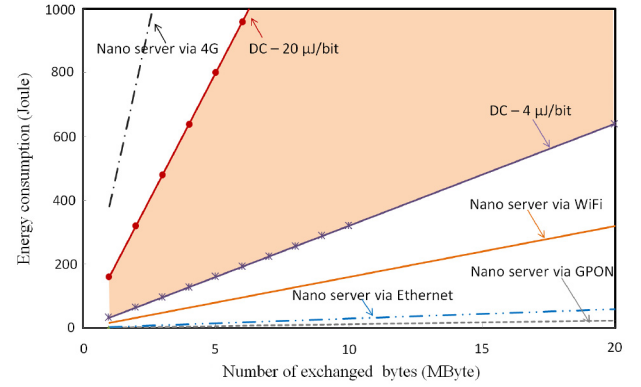 1000
Nano server via 4G
DC – 20 µJ/bit
800
DC – 4 µJ/bit
600
Energy consumption (Joule)
400
Nano server via WiFi
200
Nano server via GPON
Nano server via Ethernet
0
0 5 10 15 20
Number of exchanged bytes (MByte)